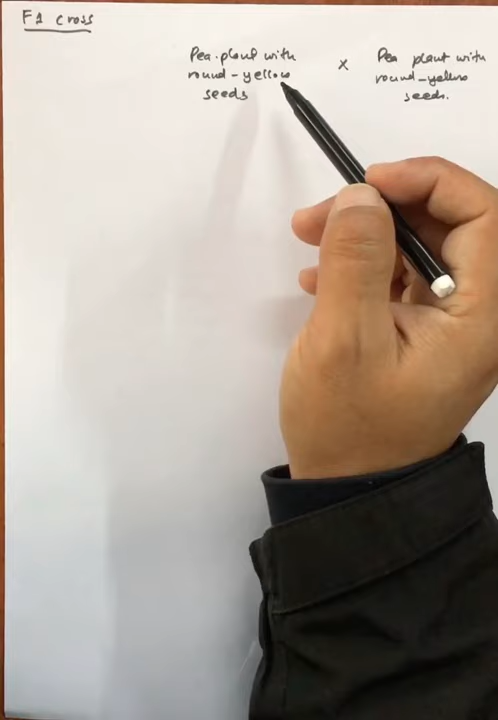 F1 cross
Pea plant with
round-yellow
seeds
x
Pea plant with
round-yellow
seeds.